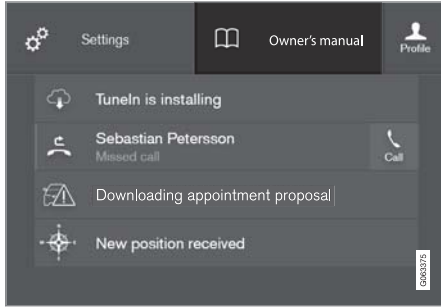 Settings
Owner's manual
Profile
TuneIn is installing
Sebastian Petersson
Missed call
Call
Downloading appointment proposal
New position received
G063375